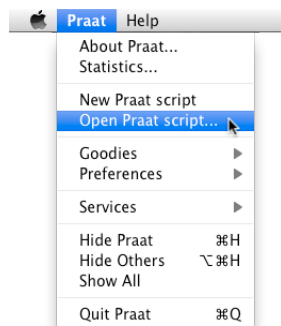 Praat Help
About Praat...
Statistics...
New Praat script
Open Praat script...
Goodies
Preferences
Services
Hide Praat ⌘H
Hide Others ⌥⌘H
Show All
Quit Praat ⌘Q